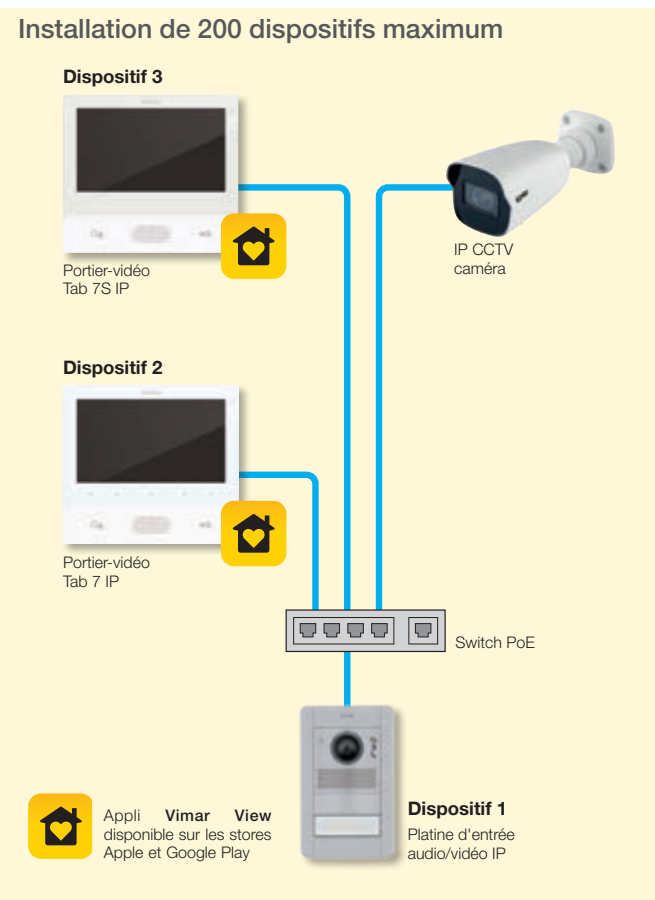 Installation de 200 dispositifs maximum
Dispositif 3
Portier-vidéo
Tab 7S IP
IP CCTV
caméra
Dispositif 2
Portier-vidéo
Tab 7 IP
Switch PoE
Appli Vimar View
disponible sur les stores
Apple et Google Play
Dispositif 1
Platine d'entrée
audio/vidéo IP